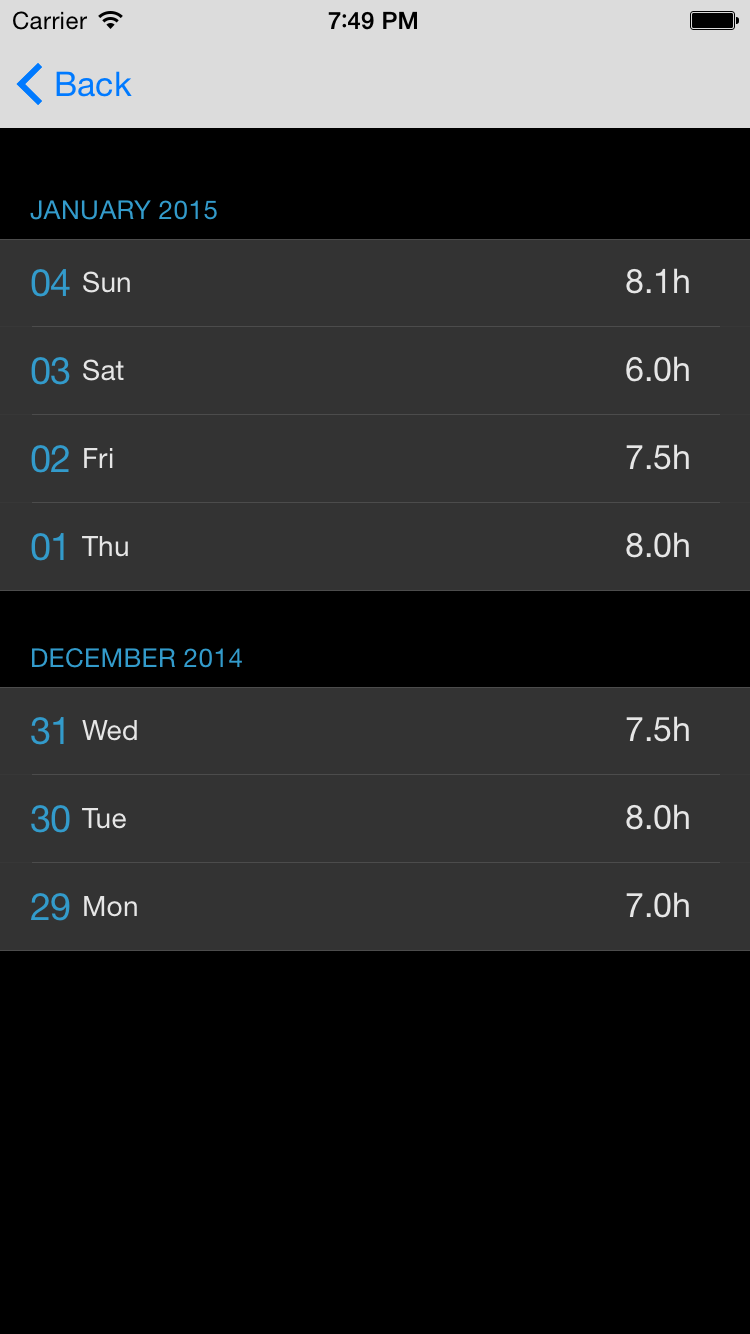 Carrier 7:49 PM
Back
JANUARY 2015
04 Sun 8.1h
03 Sat 6.0h
02 Fri 7.5h
01 Thu 8.0h
DECEMBER 2014
31 Wed 7.5h
30 Tue 8.0h
29 Mon 7.0h